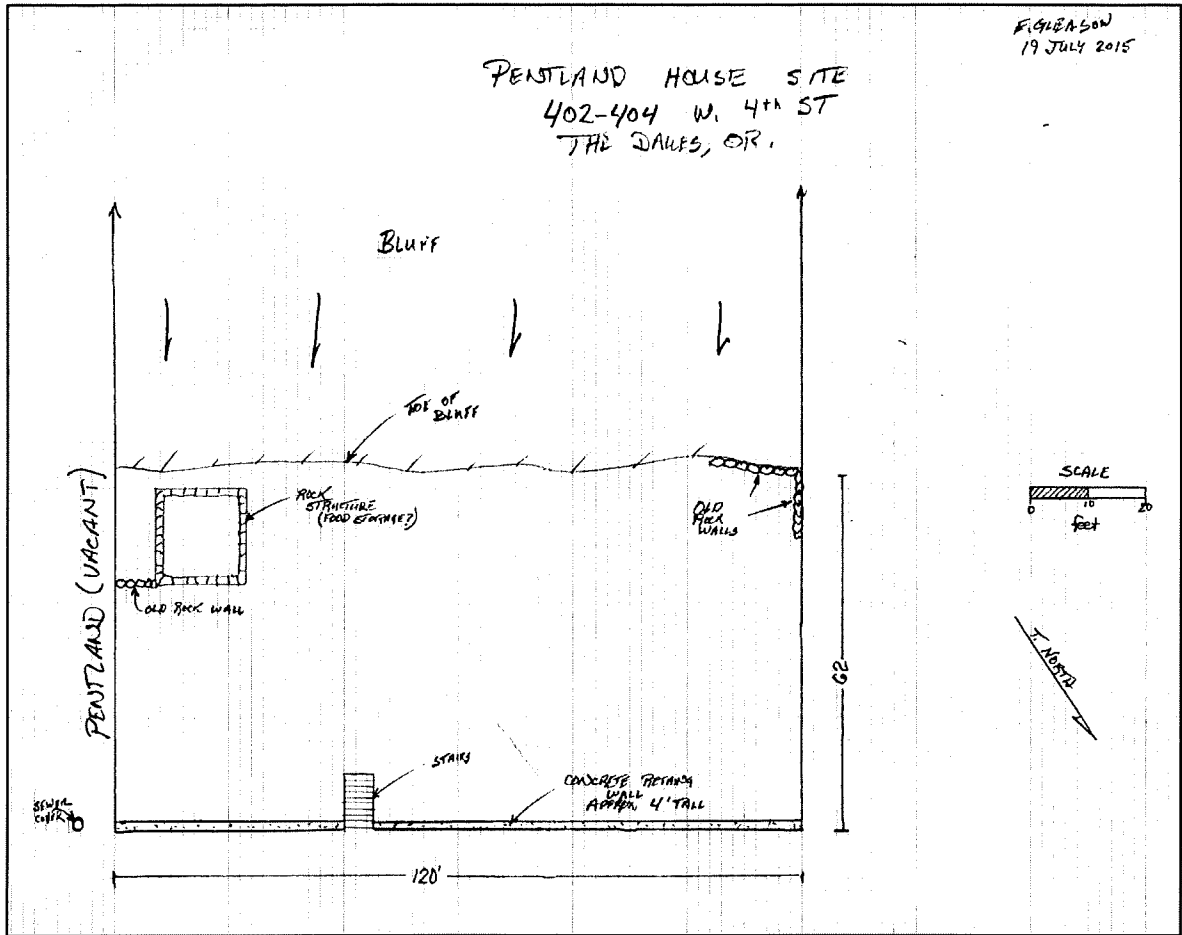 E. GLEASON
19 JULY 2015
PENTLAND HOUSE SITE
402-404 W. 4th ST
THE DALLES, OR.
BLUFF
TOE OF
BLUFF
PENTLAND (VACANT)
ROCK
STRUCTURE
(FOOD STORAGE?)
OLD
ROCK
WALLS
SCALE
0 10 20
feet
OLD ROCK WALL
T. NORTH
62
STAIRS
CONCRETE RETAING
WALL
APPROX 4' TALL
SEWER
COVER
120'